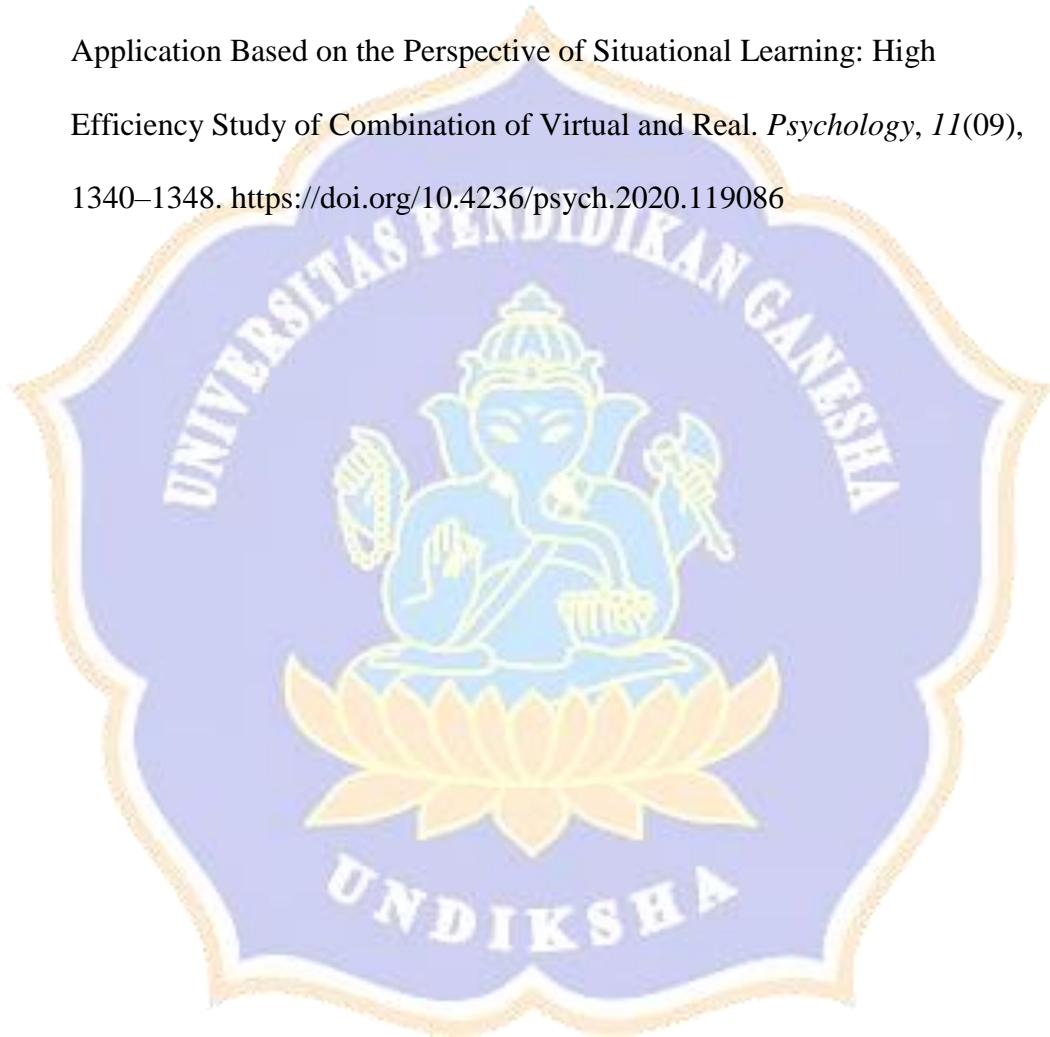 Application Based on the Perspective of Situational Learning: High
Efficiency Study of Combination of Virtual and Real. Psychology, 11(09),
1340–1348. https://doi.org/10.4236/psych.2020.119086
UNIVERSITAS PENDIDIKAN GANESHA
UNDIKSHA